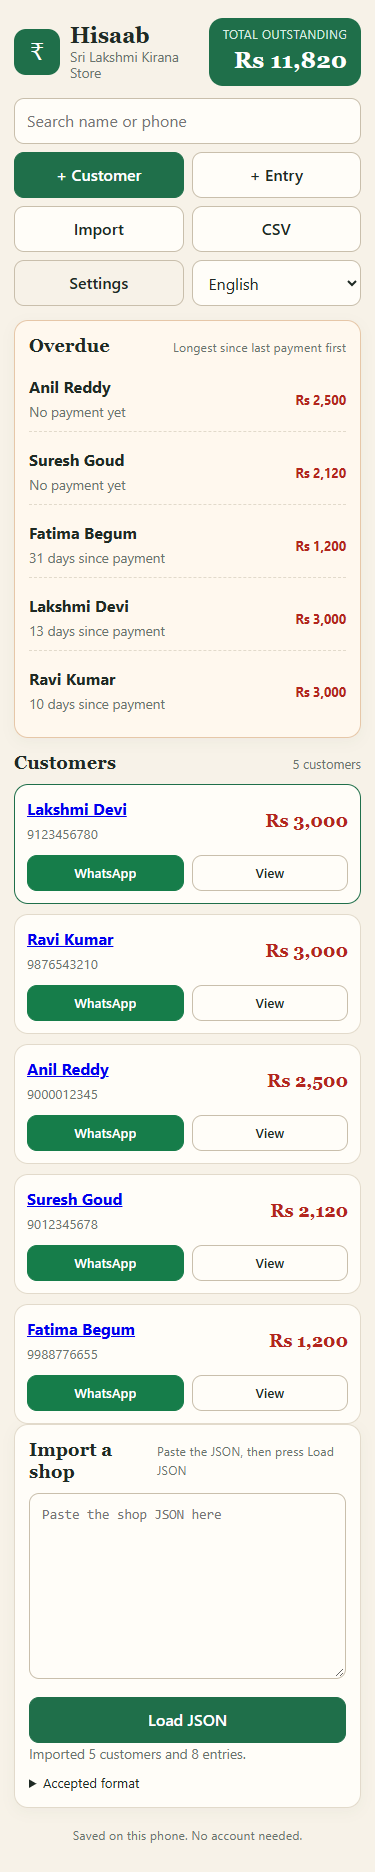 ₹
Hisaab
Sri Lakshmi Kirana
Store
TOTAL OUTSTANDING
Rs 11,820
Search name or phone
+ Customer
+ Entry
Import
CSV
Settings
English
Overdue
Longest since last payment first
Anil Reddy
No payment yet
Rs 2,500
Suresh Goud
No payment yet
Rs 2,120
Fatima Begum
31 days since payment
Rs 1,200
Lakshmi Devi
13 days since payment
Rs 3,000
Ravi Kumar
10 days since payment
Rs 3,000
Customers
5 customers
Lakshmi Devi
9123456780
Rs 3,000
WhatsApp
View
Ravi Kumar
9876543210
Rs 3,000
WhatsApp
View
Anil Reddy
9000012345
Rs 2,500
WhatsApp
View
Suresh Goud
9012345678
Rs 2,120
WhatsApp
View
Fatima Begum
9988776655
Rs 1,200
WhatsApp
View
Import a
shop
Paste the JSON, then press Load
JSON
Paste the shop JSON here
Load JSON
Imported 5 customers and 8 entries.
Accepted format
Saved on this phone. No account needed.